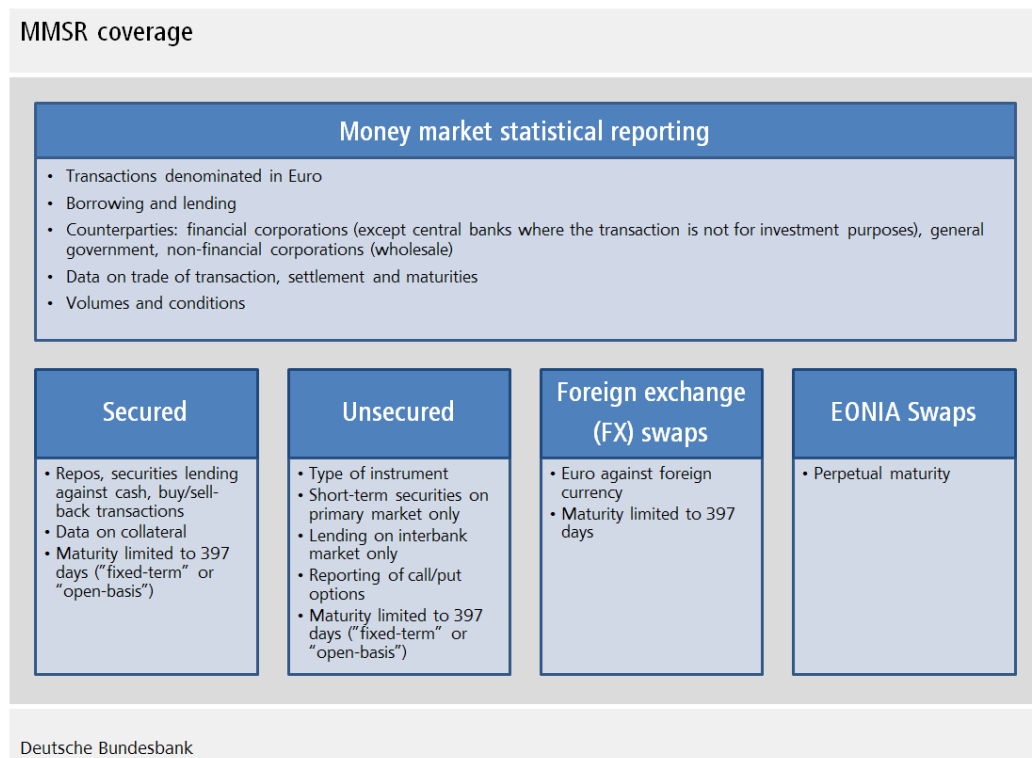 MMSR coverage
Money market statistical reporting
• Transactions denominated in Euro
• Borrowing and lending
• Counterparties: financial corporations (except central banks where the transaction is not for investment purposes), general
government, non-financial corporations (wholesale)
• Data on trade of transaction, settlement and maturities
• Volumes and conditions
Secured
• Repos, securities lending
against cash, buy/sell-
back transactions
• Data on collateral
• Maturity limited to 397
days (”fixed-term” or
“open-basis”)
Unsecured
• Type of instrument
• Short-term securities on
primary market only
• Lending on interbank
market only
• Reporting of call/put
options
• Maturity limited to 397
days (”fixed-term” or
“open-basis”)
Foreign exchange
(FX) swaps
• Euro against foreign
currency
• Maturity limited to 397
days
EONIA Swaps
• Perpetual maturity
Deutsche Bundesbank